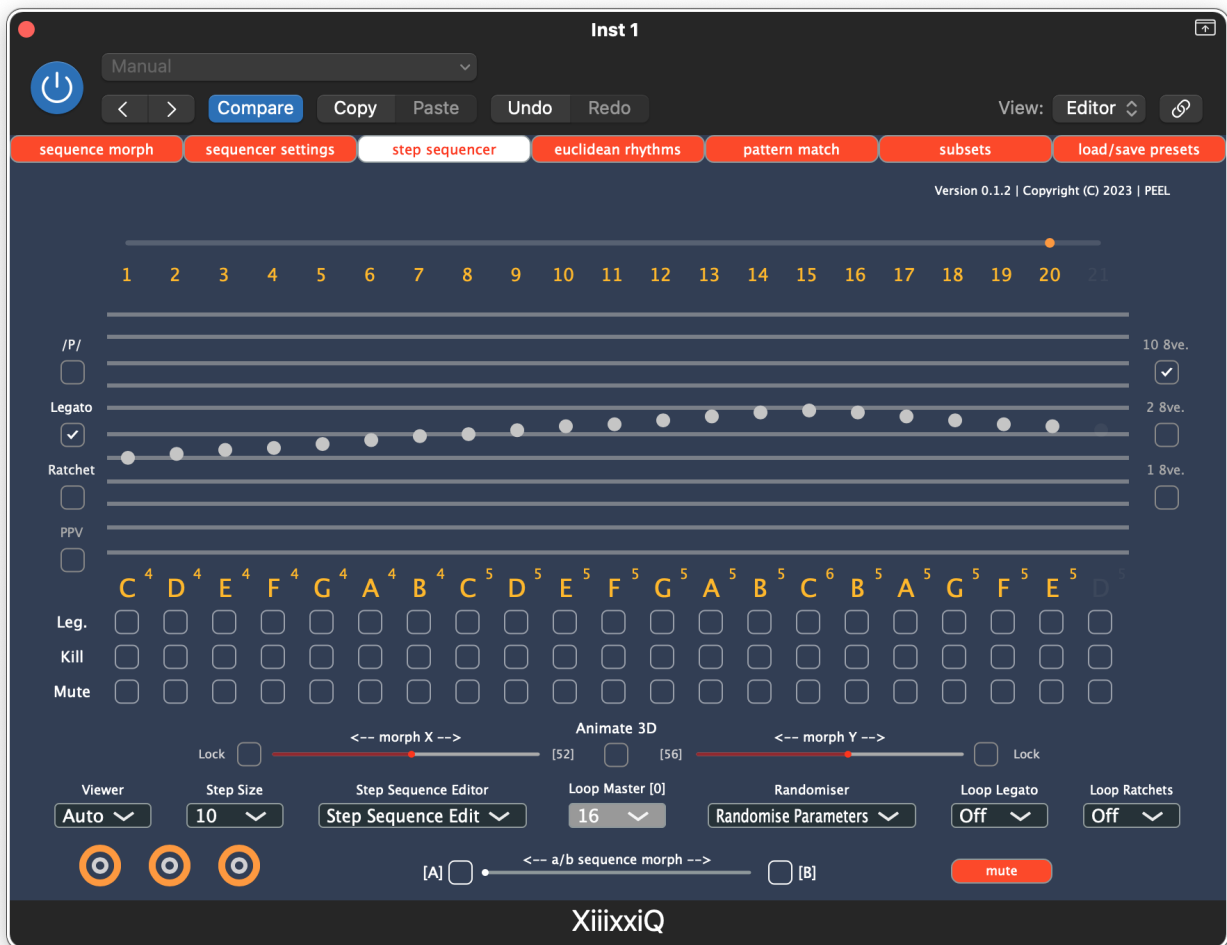 Inst 1
Manual
Compare Copy Paste Undo Redo View: Editor
sequence morph sequencer settings step sequencer euclidean rhythms pattern match subsets load/save presets
Version 0.1.2 | Copyright (C) 2023 | PEEL
1 2 3 4 5 6 7 8 9 10 11 12 13 14 15 16 17 18 19 20 21
/P/ 10 8ve.
Legato 2 8ve.
Ratchet 1 8ve.
PPV
C 4 D 4 E 4 F 4 G 4 A 4 B 4 C 5 D 5 E 5 F 5 G 5 A 5 B 5 C 6 B 5 A 5 G 5 F 5 E 5 D 5
Leg.
Kill
Mute
Animate 3D
<-- morph X --> <-- morph Y -->
Lock [52] [56] Lock
Viewer Step Size Step Sequence Editor Loop Master [0] Randomiser Loop Legato Loop Ratchets
Auto 10 Step Sequence Edit 16 Randomise Parameters Off Off
<-- a/b sequence morph -->
[A] [B] mute
XiiixxiQ